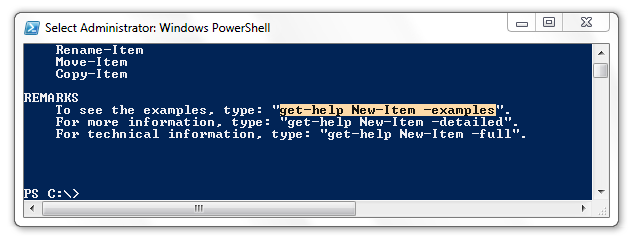 Select Administrator: Windows PowerShell
Rename-Item
Move-Item
Copy-Item
REMARKS
To see the examples, type: "get-help New-Item -examples".
For more information, type: "get-help New-Item -detailed".
For technical information, type: "get-help New-Item -full".
PS C:\>